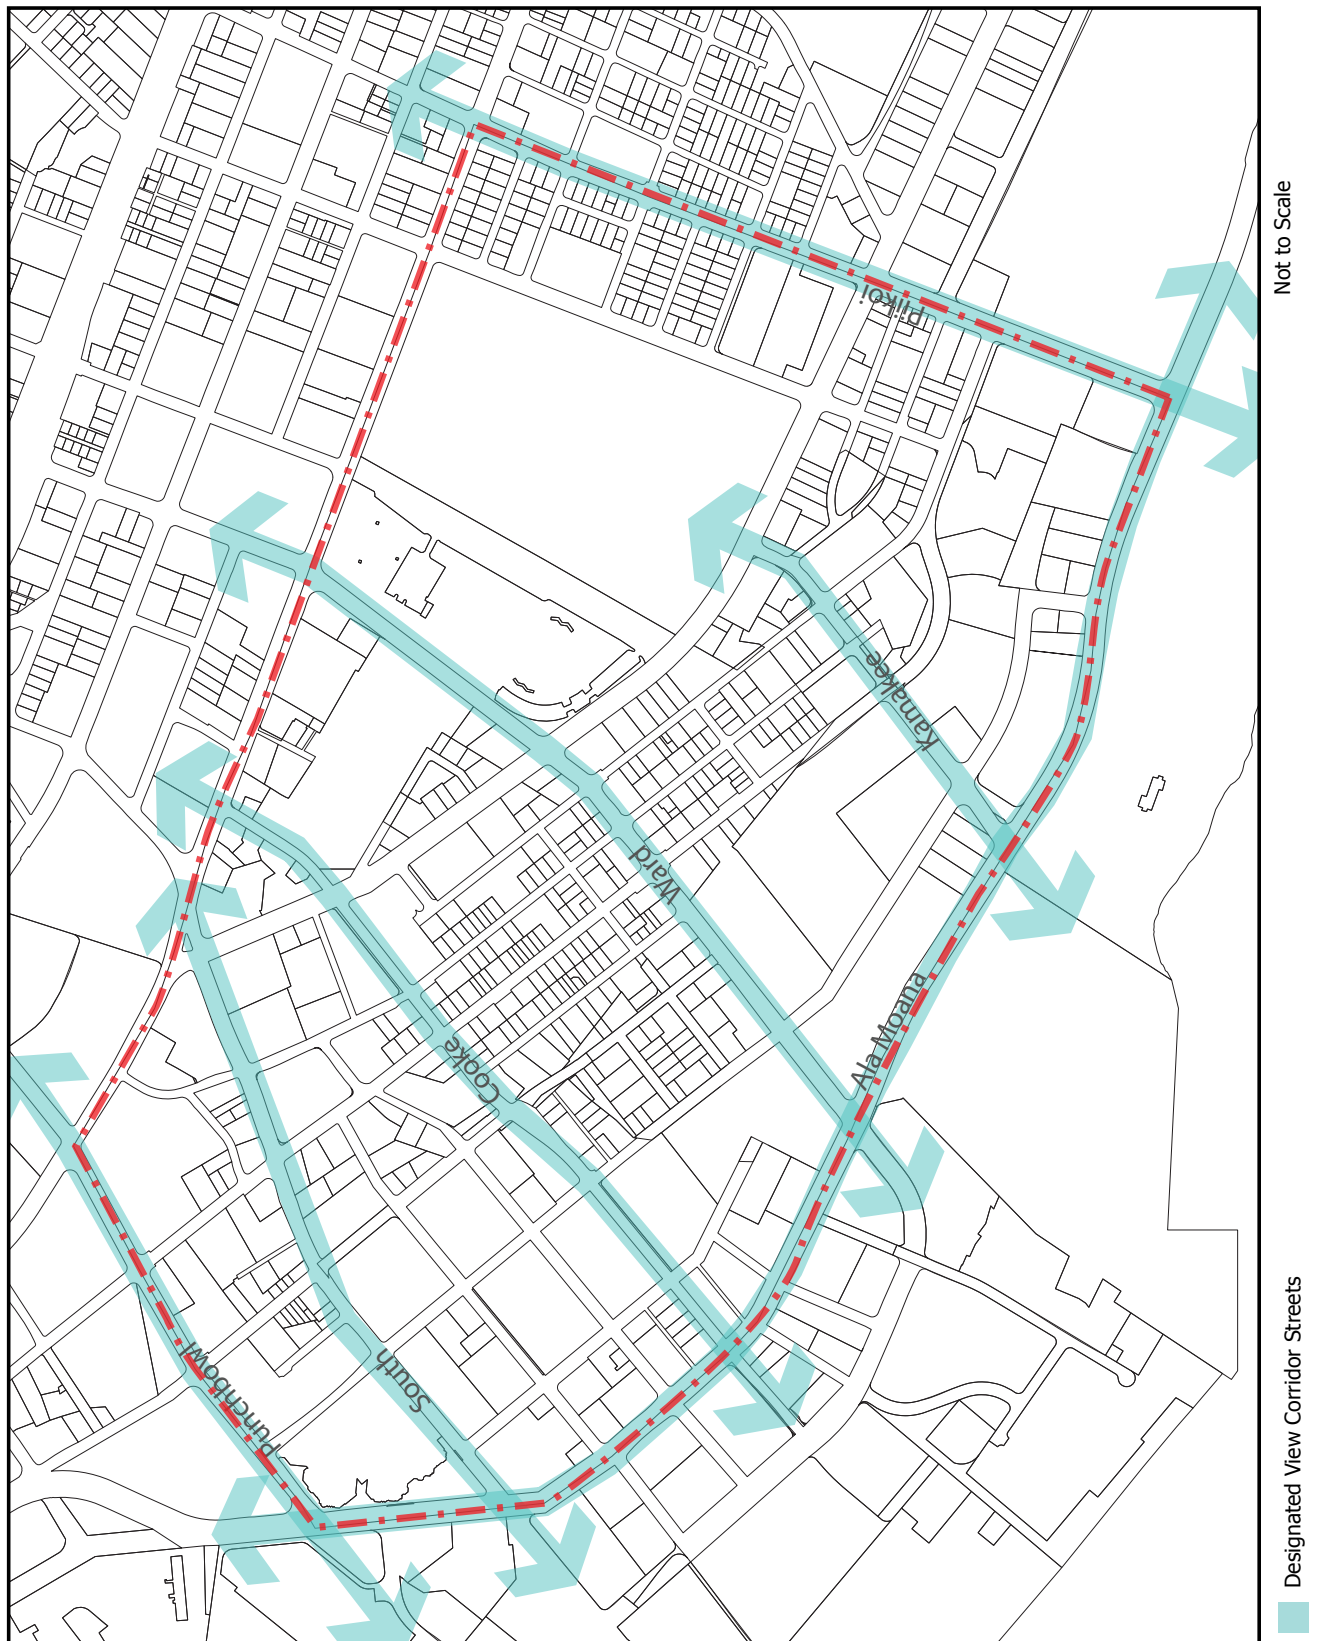 Punchbowl
South
Cooke
Ward
Kamakee
Piikoi
Ala Moana
Designated View Corridor Streets
Not to Scale